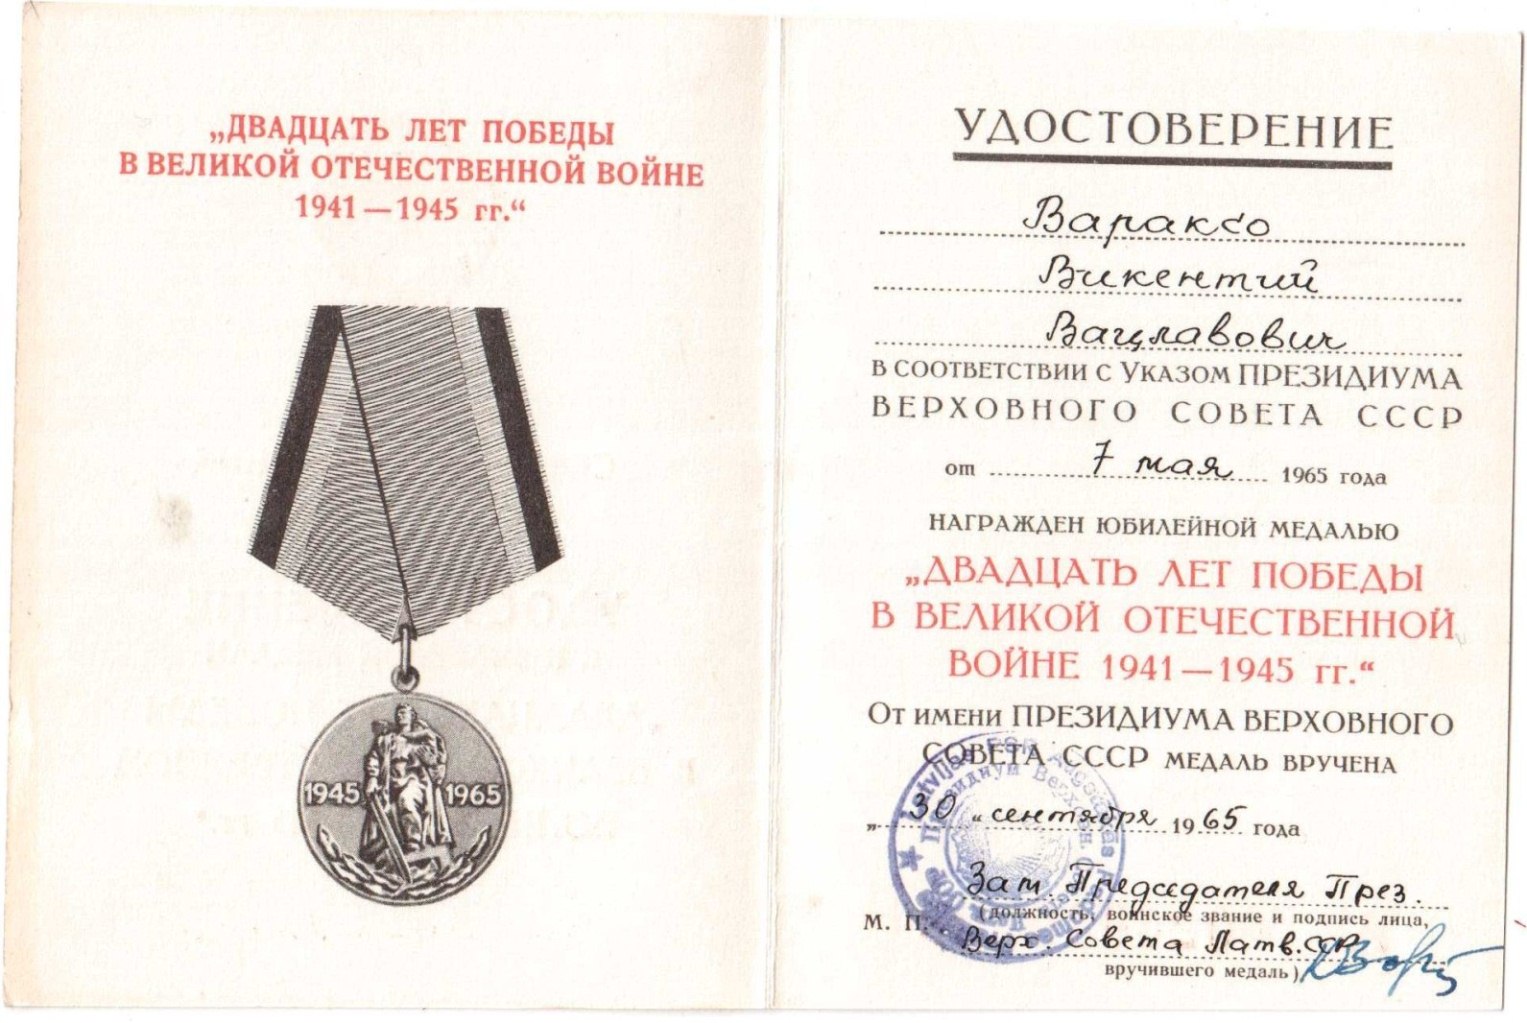 „ДВАДЦАТЬ ЛЕТ ПОБЕДЫ
В ВЕЛИКОЙ ОТЕЧЕСТВЕННОЙ ВОЙНЕ
1941 — 1945 гг.“
1945 1965
УДОСТОВЕРЕНИЕ
Вараксо
Викентий
Вацлавович
В СООТВЕТСТВИИ С УКАЗОМ ПРЕЗИДИУМА
ВЕРХОВНОГО СОВЕТА СССР
от 7 мая 1965 года
НАГРАЖДЕН ЮБИЛЕЙНОЙ МЕДАЛЬЮ
„ДВАДЦАТЬ ЛЕТ ПОБЕДЫ
В ВЕЛИКОЙ ОТЕЧЕСТВЕННОЙ
ВОЙНЕ 1941 — 1945 гг.“
ОТ ИМЕНИ ПРЕЗИДИУМА ВЕРХОВНОГО
СОВЕТА СССР МЕДАЛЬ ВРУЧЕНА
„ 30 “ сентября 1965 года
Зам. Председателя През.
(должность, воинское звание и подпись лица,
М. П. Верх. Совета Латв. ССР
вручившего медаль)